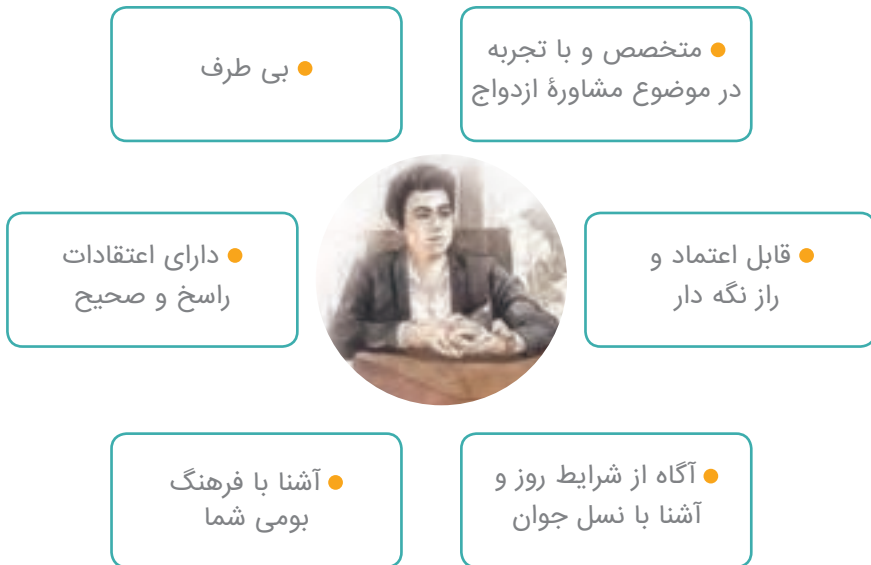 ● متخصص و با تجربه
در موضوع مشاورهٔ ازدواج
● بی طرف
● قابل اعتماد و
راز نگه دار
● دارای اعتقادات
راسخ و صحیح
● آگاه از شرایط روز و
آشنا با نسل جوان
● آشنا با فرهنگ
بومی شما